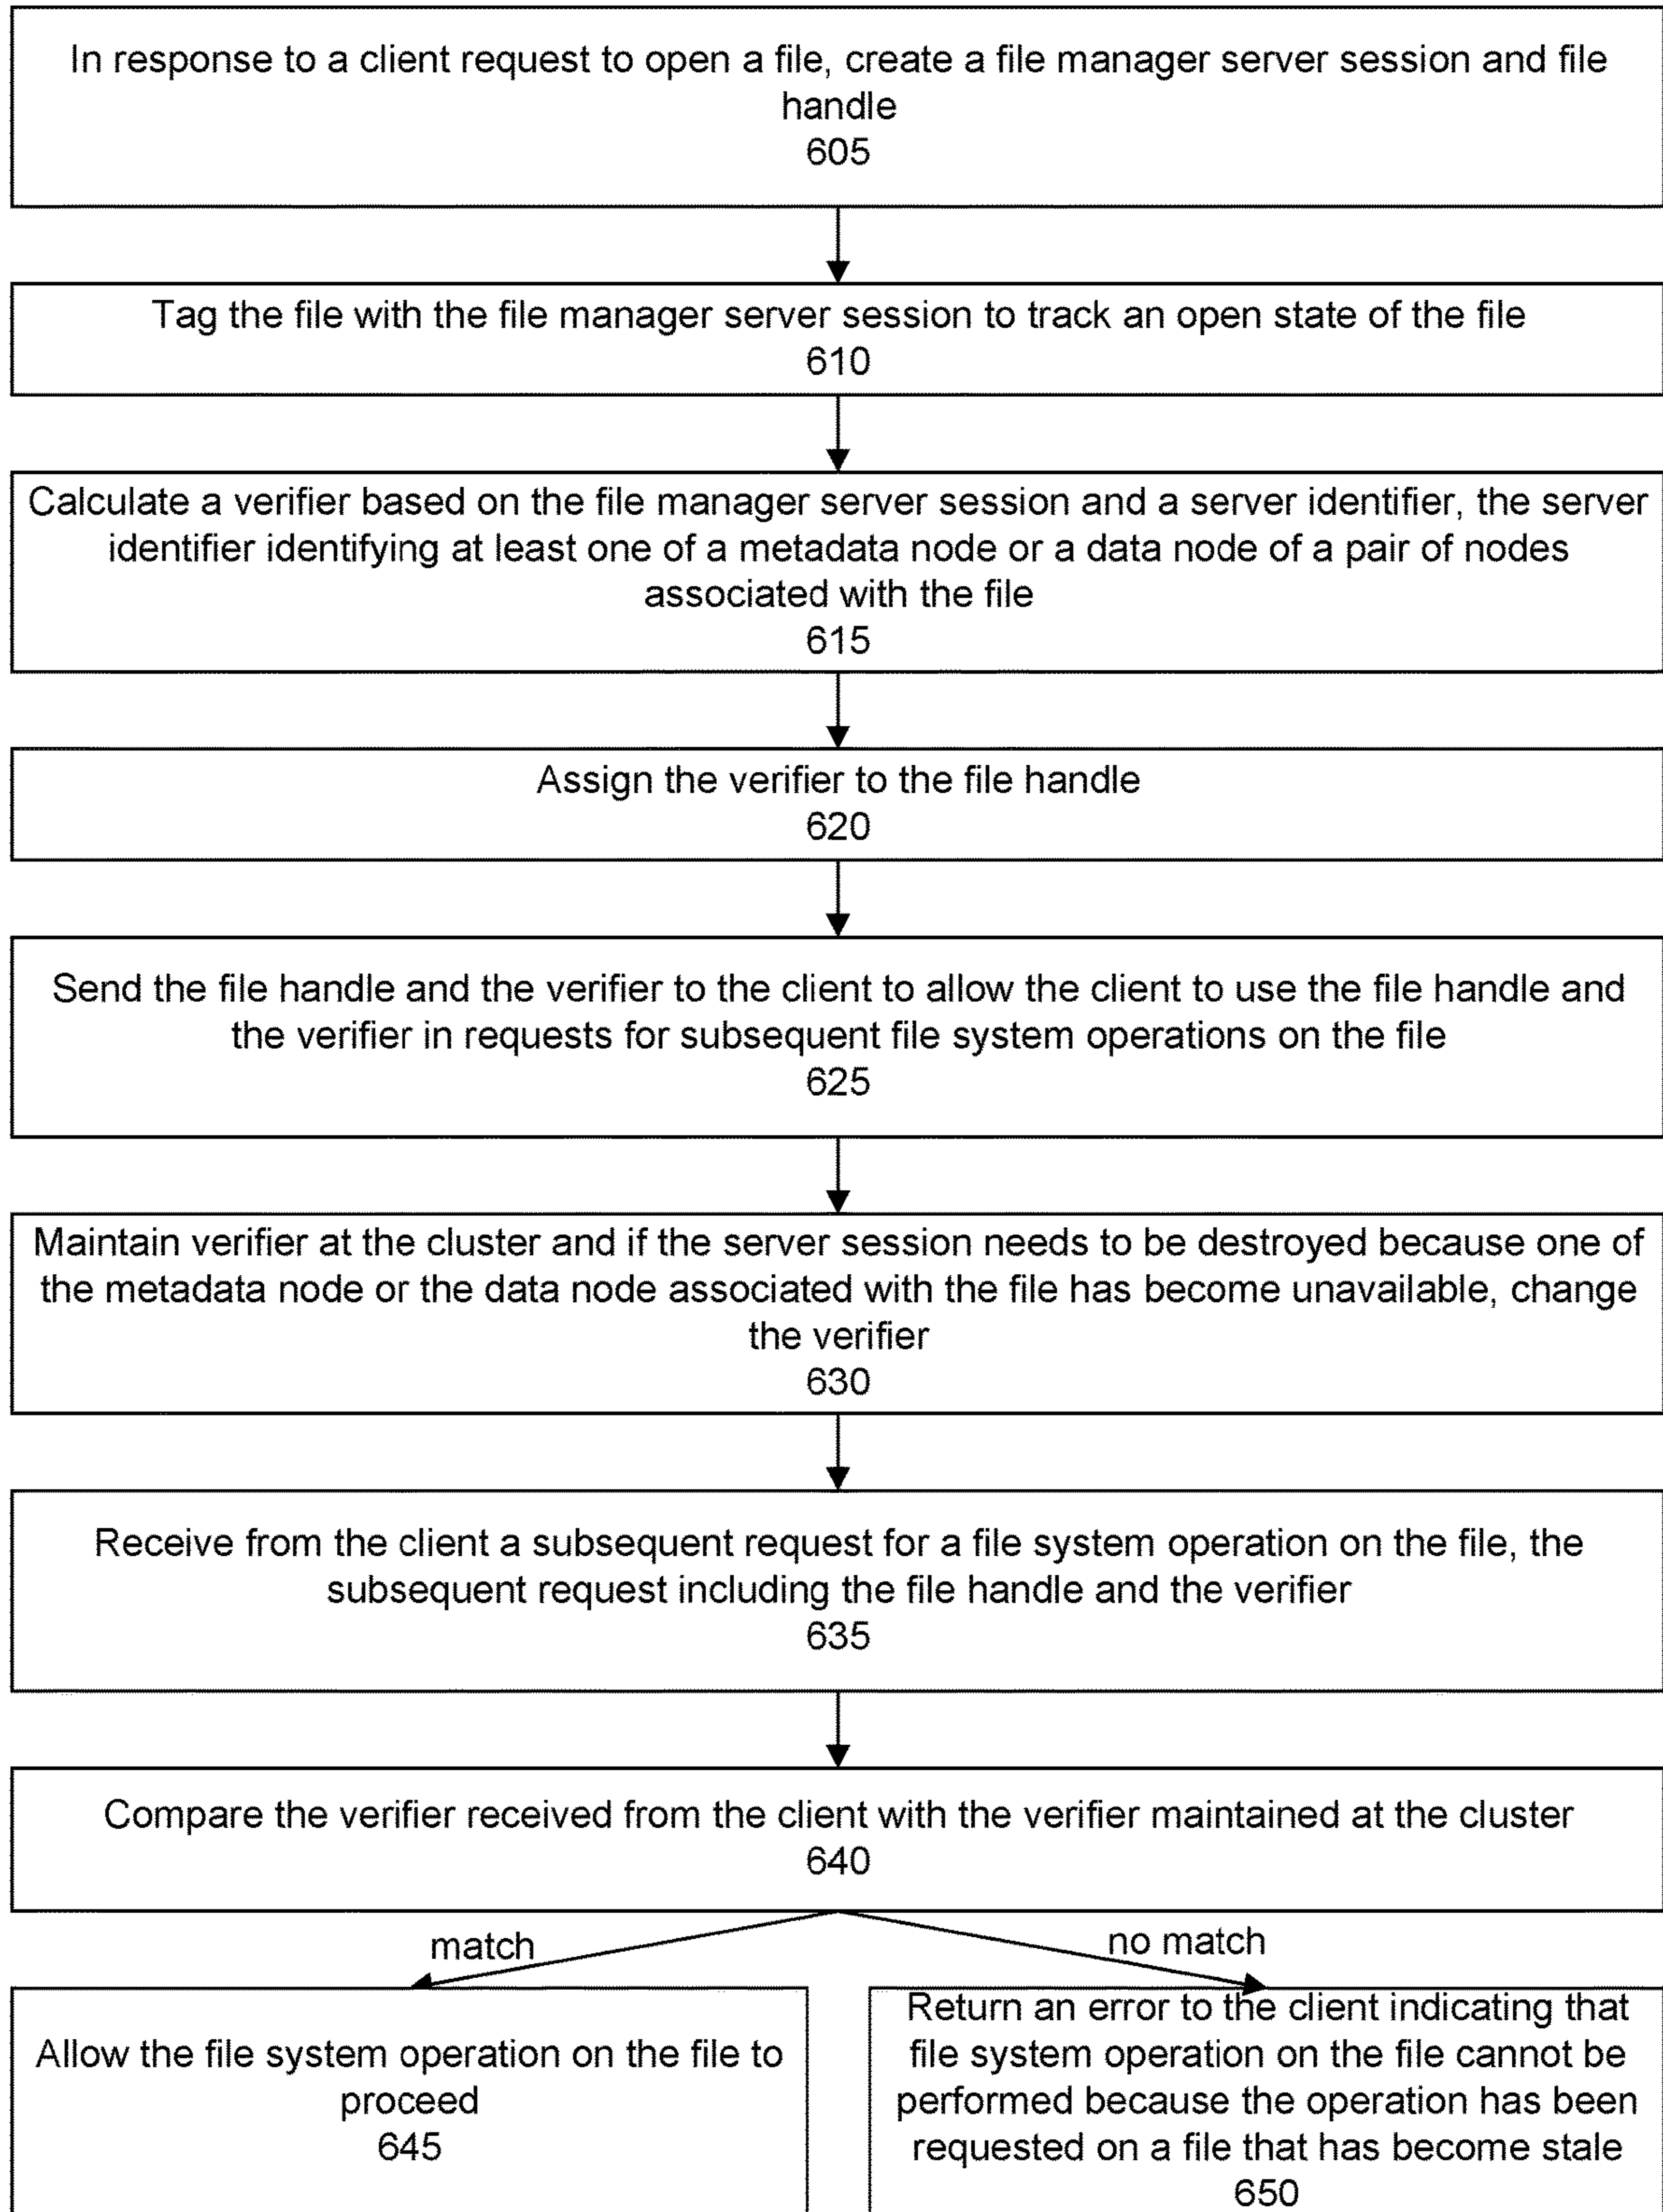 In response to a client request to open a file, create a file manager server session and file
handle
605
Tag the file with the file manager server session to track an open state of the file
610
Calculate a verifier based on the file manager server session and a server identifier, the server
identifier identifying at least one of a metadata node or a data node of a pair of nodes
associated with the file
615
Assign the verifier to the file handle
620
Send the file handle and the verifier to the client to allow the client to use the file handle and
the verifier in requests for subsequent file system operations on the file
625
Maintain verifier at the cluster and if the server session needs to be destroyed because one of
the metadata node or the data node associated with the file has become unavailable, change
the verifier
630
Receive from the client a subsequent request for a file system operation on the file, the
subsequent request including the file handle and the verifier
635
Compare the verifier received from the client with the verifier maintained at the cluster
640
match
no match
Allow the file system operation on the file to
proceed
645
Return an error to the client indicating that
file system operation on the file cannot be
performed because the operation has been
requested on a file that has become stale
650